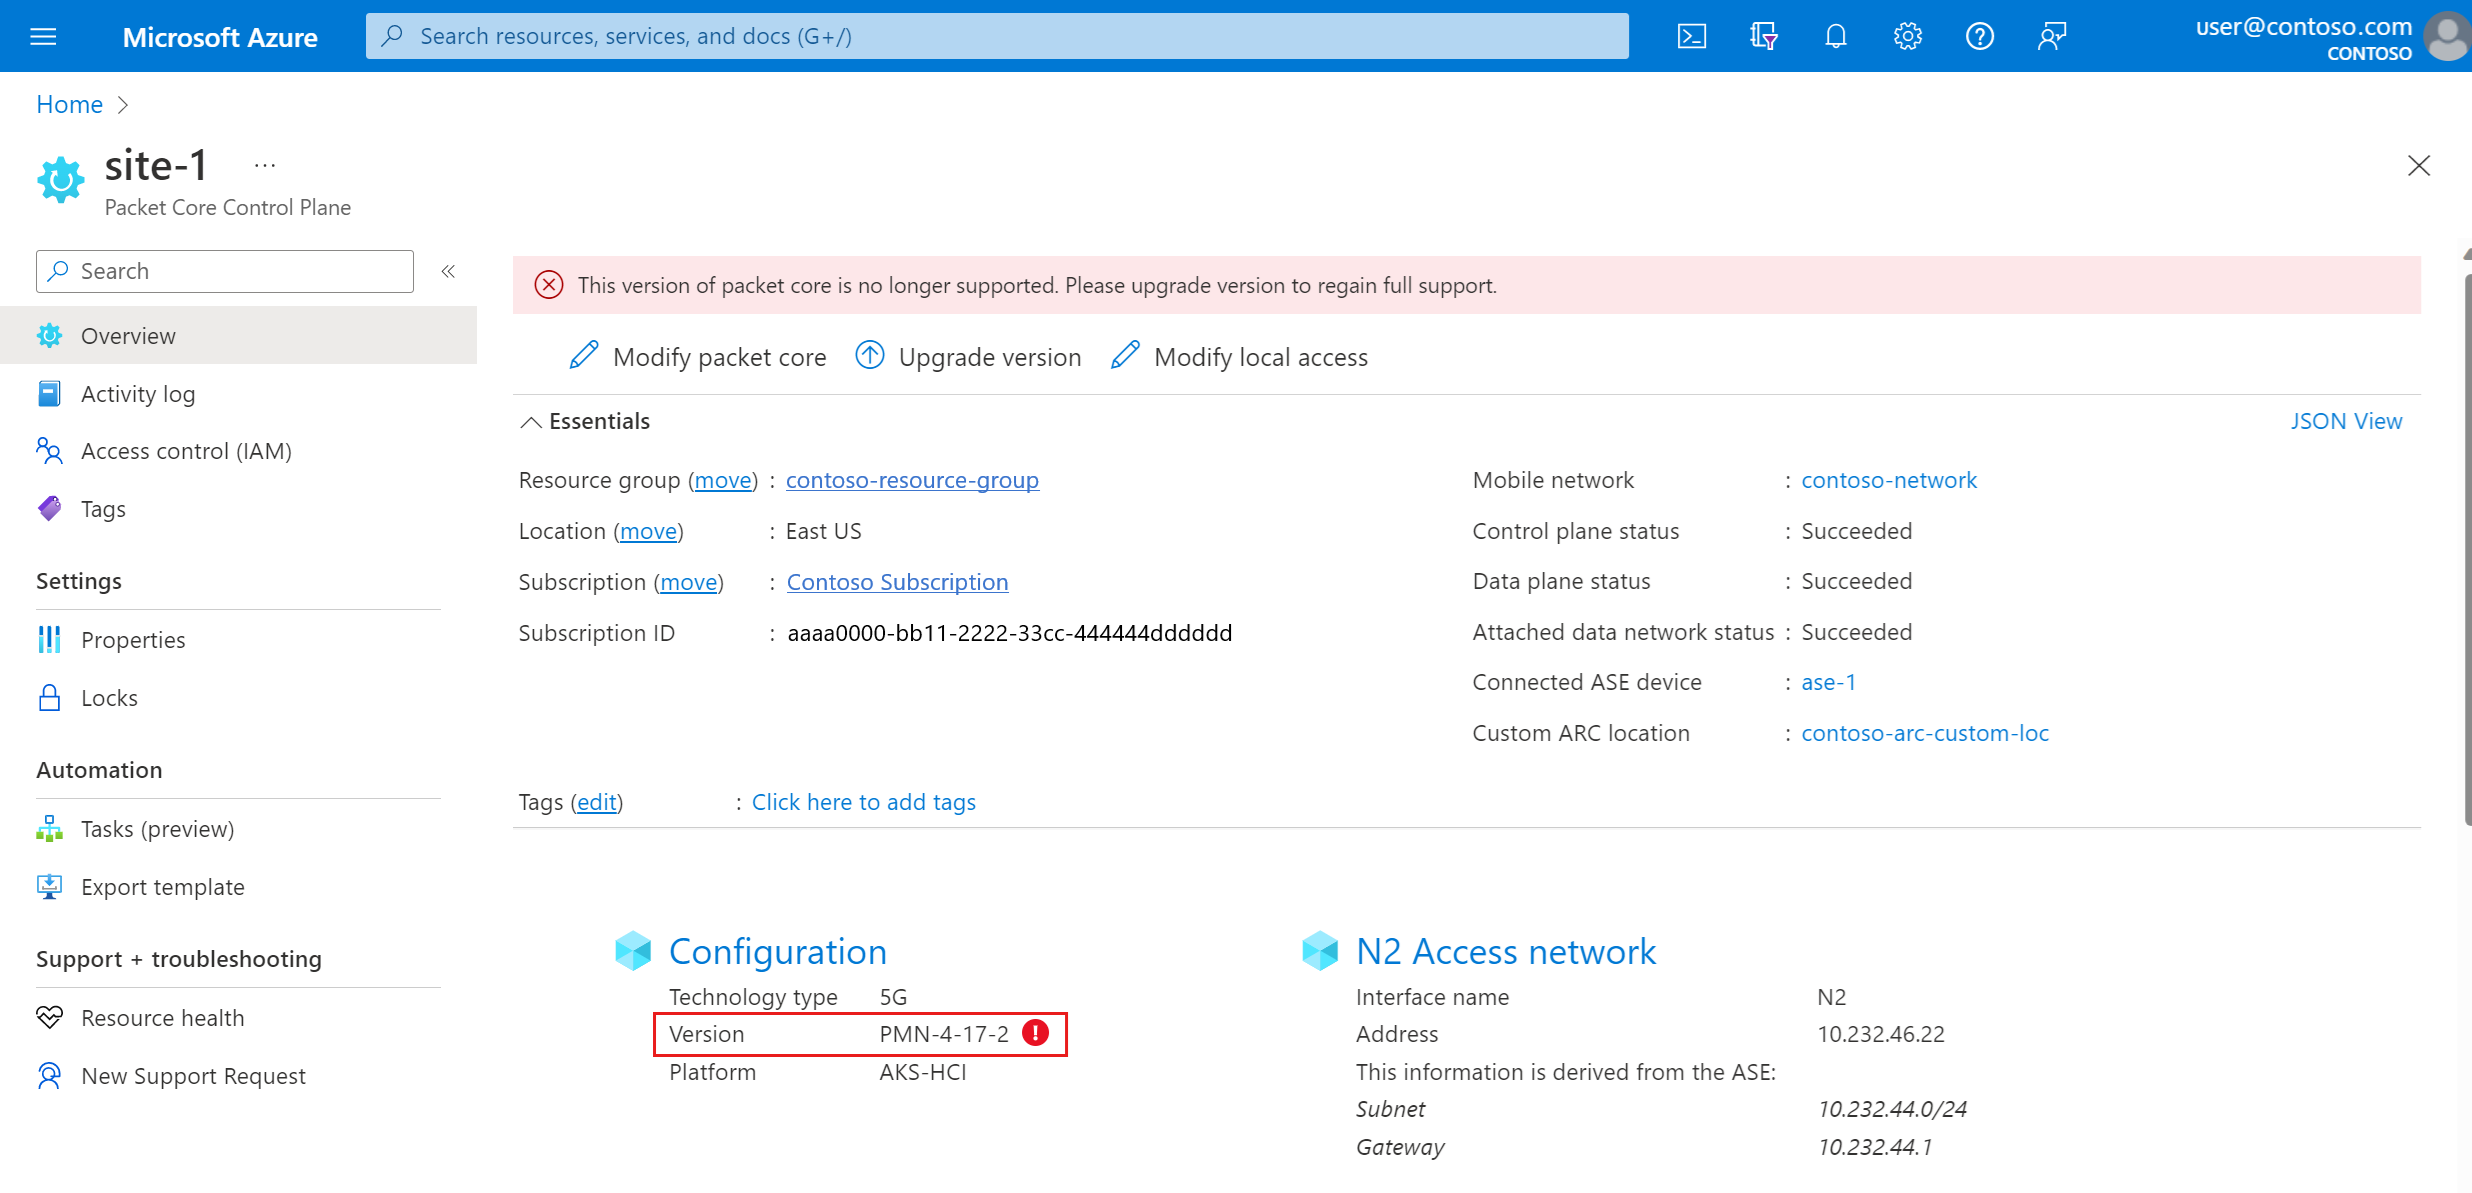 Microsoft Azure
Search resources, services, and docs (G+/)
user@contoso.com
CONTOSO
Home
site-1 ...
Packet Core Control Plane
Search
«
Overview
Activity log
Access control (IAM)
Tags
Settings
Properties
Locks
Automation
Tasks (preview)
Export template
Support + troubleshooting
Resource health
New Support Request
This version of packet core is no longer supported. Please upgrade version to regain full support.
Modify packet core Upgrade version Modify local access
Essentials JSON View
Resource group (move) : contoso-resource-group
Location (move) : East US
Subscription (move) : Contoso Subscription
Subscription ID : aaaa0000-bb11-2222-33cc-444444dddddd
Mobile network : contoso-network
Control plane status : Succeeded
Data plane status : Succeeded
Attached data network status : Succeeded
Connected ASE device : ase-1
Custom ARC location : contoso-arc-custom-loc
Tags (edit) : Click here to add tags
Configuration
Technology type 5G
Version PMN-4-17-2
Platform AKS-HCI
N2 Access network
Interface name N2
Address 10.232.46.22
This information is derived from the ASE:
Subnet 10.232.44.0/24
Gateway 10.232.44.1